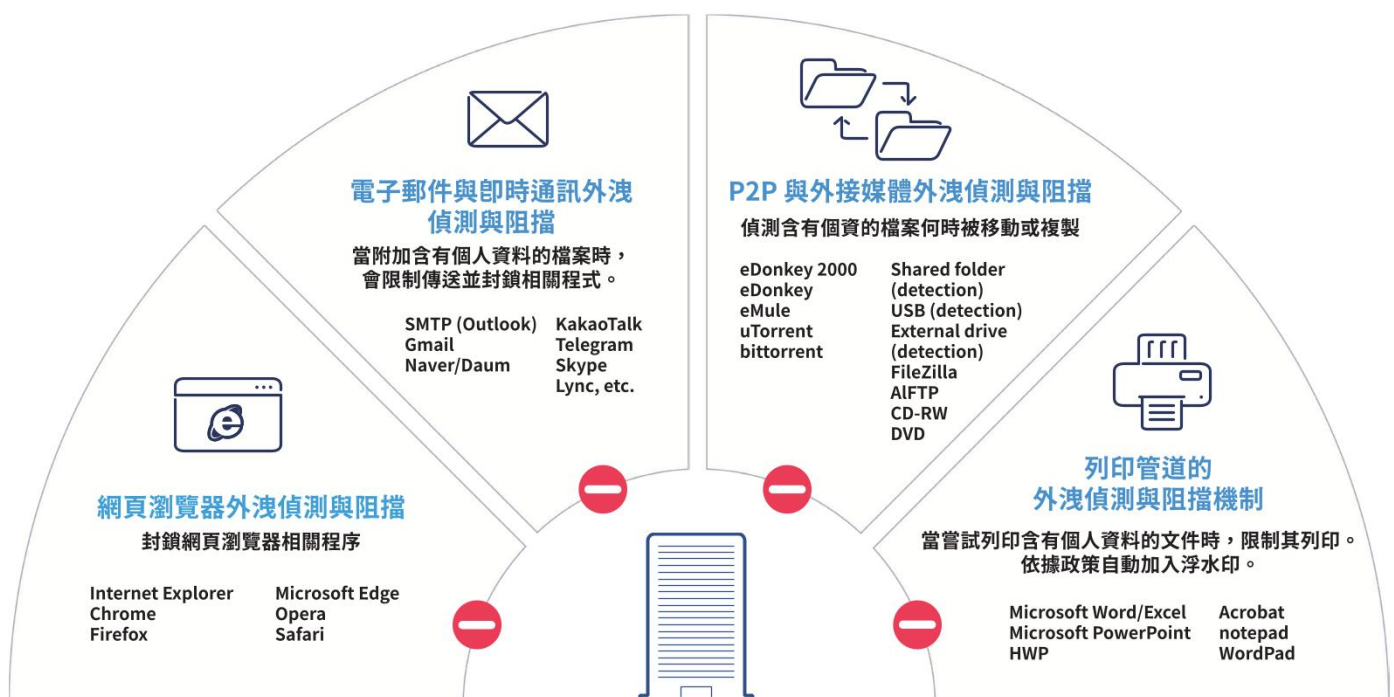 電子郵件與即時通訊外洩
偵測與阻擋
當附加含有個人資料的檔案時，
會限制傳送並封鎖相關程式。
SMTP (Outlook)
Gmail
Naver/Daum
KakaoTalk
Telegram
Skype
Lync, etc.
P2P 與外接媒體外洩偵測與阻擋
偵測含有個資的檔案何時被移動或複製
eDonkey 2000
eDonkey
eMule
uTorrent
bittorrent
Shared folder
(detection)
USB (detection)
External drive
(detection)
FileZilla
AlFTP
CD-RW
DVD
網頁瀏覽器外洩偵測與阻擋
封鎖網頁瀏覽器相關程序
Internet Explorer
Chrome
Firefox
Microsoft Edge
Opera
Safari
列印管道的
外洩偵測與阻擋機制
當嘗試列印含有個人資料的文件時，限制其列印。
依據政策自動加入浮水印。
Microsoft Word/Excel
Microsoft PowerPoint
HWP
Acrobat
notepad
WordPad